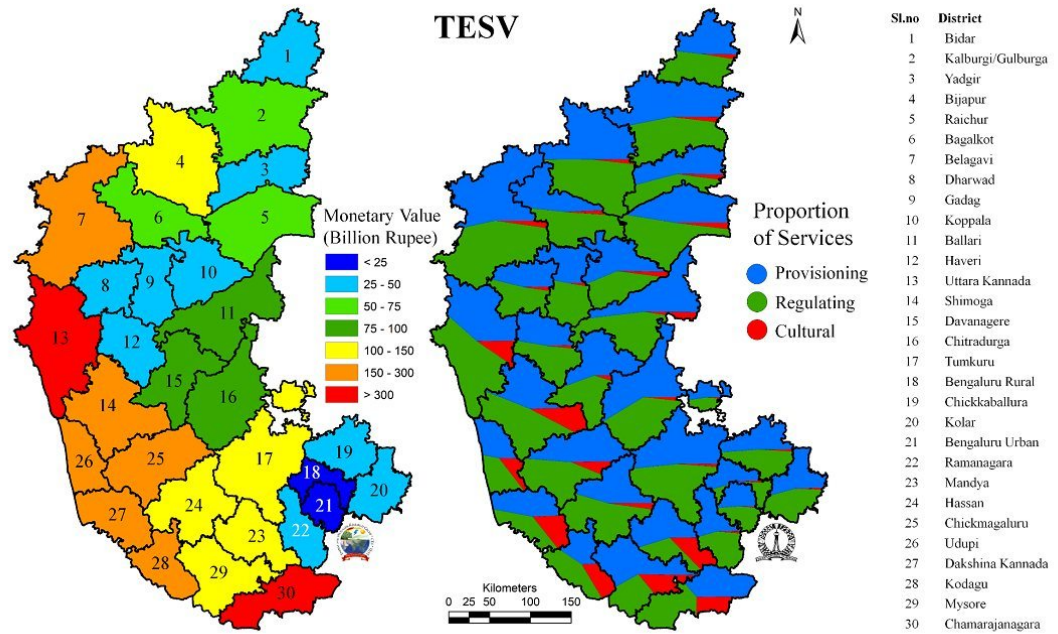 TESV
N
Monetary Value
(Billion Rupee)
< 25
25 - 50
50 - 75
75 - 100
100 - 150
150 - 300
> 300
1
2
3
4
5
6
7
8
9
10
11
12
13
14
15
16
17
18
19
20
21
22
23
24
25
26
27
28
29
30
Proportion
of Services
Provisioning
Regulating
Cultural
Kilometers
0 25 50 100 150
Sl.no District
1 Bidar
2 Kalburgi/Gulburga
3 Yadgir
4 Bijapur
5 Raichur
6 Bagalkot
7 Belagavi
8 Dharwad
9 Gadag
10 Koppala
11 Ballari
12 Haveri
13 Uttara Kannada
14 Shimoga
15 Davanagere
16 Chitradurga
17 Tumkuru
18 Bengaluru Rural
19 Chickkaballura
20 Kolar
21 Bengaluru Urban
22 Ramanagara
23 Mandya
24 Hassan
25 Chickmagaluru
26 Udupi
27 Dakshina Kannada
28 Kodagu
29 Mysore
30 Chamarajanagara